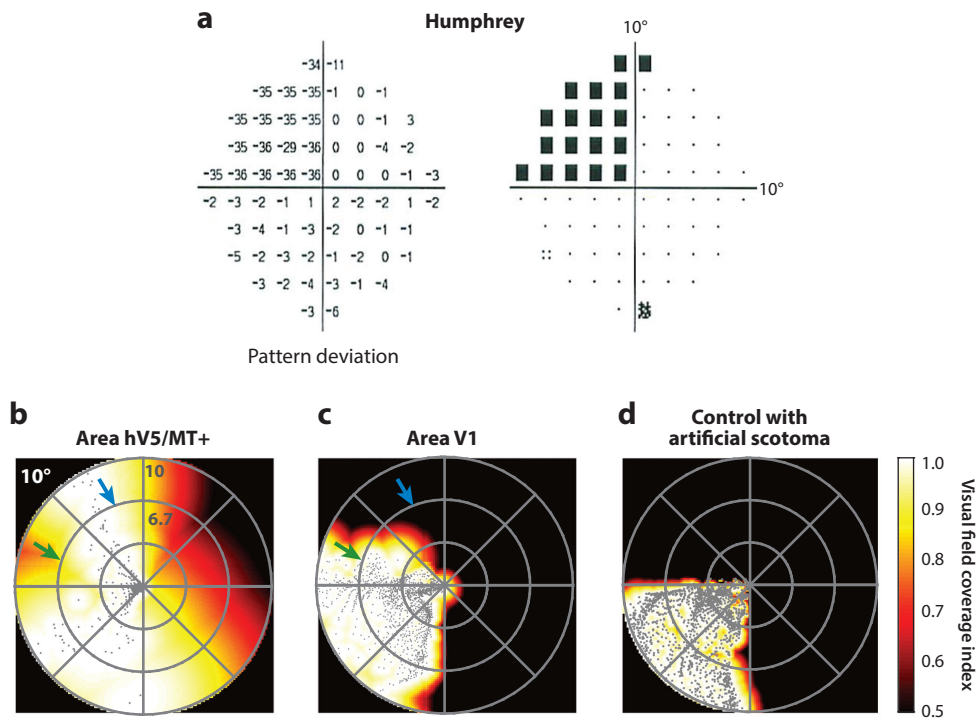 a
Humphrey
10°
-34 -11
-35 -35 -35 -1 0 -1
-35 -35 -35 -35 0 0 -1 3
-35 -36 -29 -36 0 0 -4 -2
-35 -36 -36 -36 -36 0 0 0 -1 -3
10°
-2 -3 -2 -1 1 2 -2 -2 1 -2
-3 -4 -1 -3 -2 0 -1 -1
-5 -2 -2 -3 -1 -2 0 -1
-3 -2 -4 -3 -1 -4
-3 -6
Pattern deviation
b
Area hV5/MT+
10°
10
6.7
c
Area V1
d
Control with
artificial scotoma
1.0
0.9
0.8
0.7
0.6
0.5
Visual field coverage index